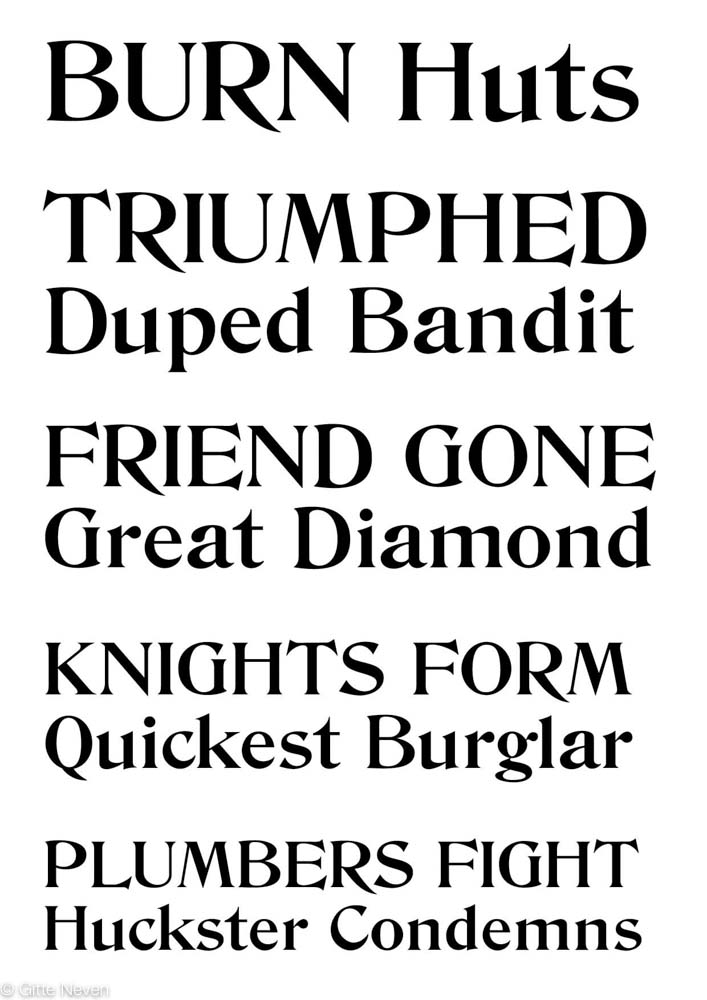 BURN Huts
TRIUMPHED
Duped Bandit
FRIEND GONE
Great Diamond
KNIGHTS FORM
Quickest Burglar
PLUMBERS FIGHT
Huckster Condemns
© Gitte Neven